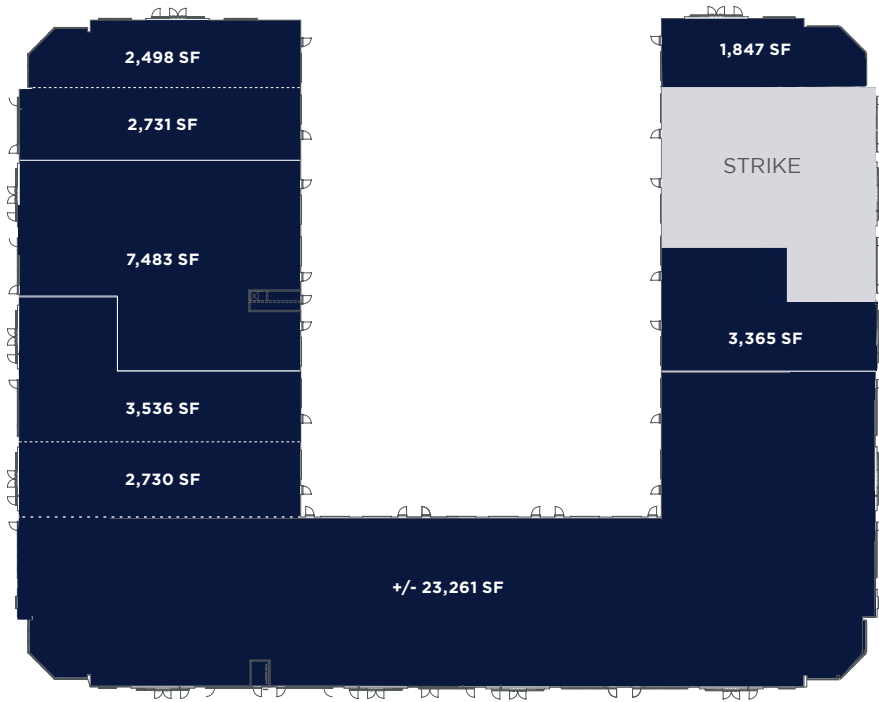 2,498 SF
1,847 SF
2,731 SF
STRIKE
7,483 SF
3,365 SF
3,536 SF
2,730 SF
+/- 23,261 SF